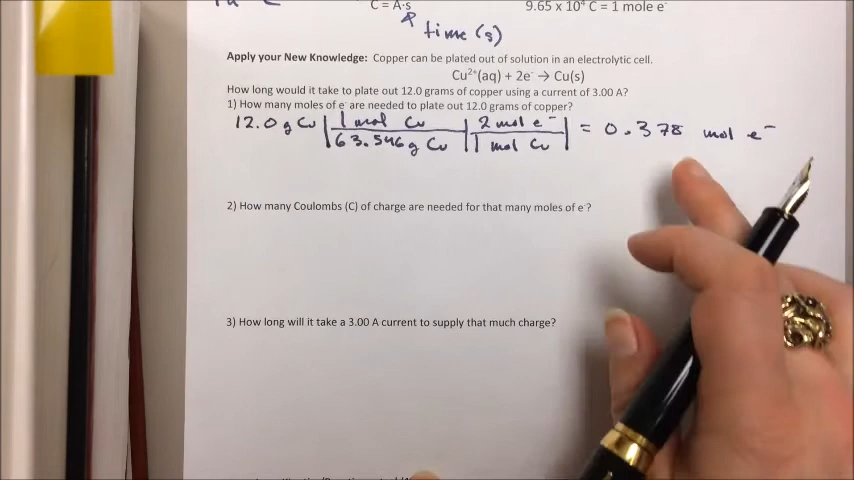 C = A·s
9.65 x 10⁴ C = 1 mole e⁻
time (s)
Apply your New Knowledge: Copper can be plated out of solution in an electrolytic cell.
Cu²⁺(aq) + 2e⁻ → Cu(s)
How long would it take to plate out 12.0 grams of copper using a current of 3.00 A?
1) How many moles of e⁻ are needed to plate out 12.0 grams of copper?
12.0 g Cu | 1 mol Cu | 2 mol e⁻ | = 0.378 mol e⁻
63.546 g Cu | 1 mol Cu
2) How many Coulombs (C) of charge are needed for that many moles of e⁻?
3) How long will it take a 3.00 A current to supply that much charge?